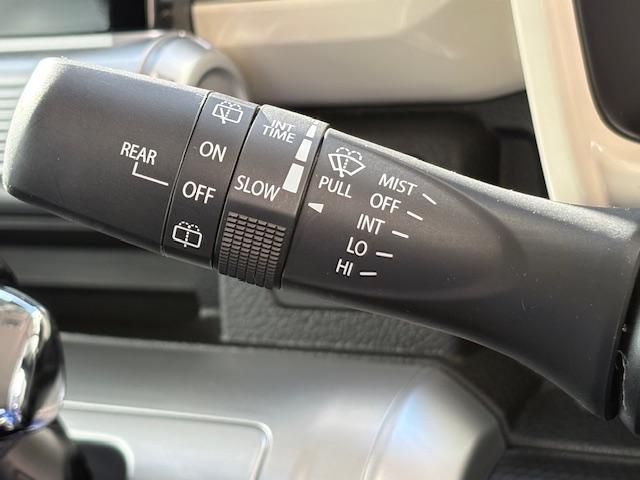 REAR
ON
OFF
INT
TIME
SLOW
PULL
MIST
OFF
INT
LO
HI